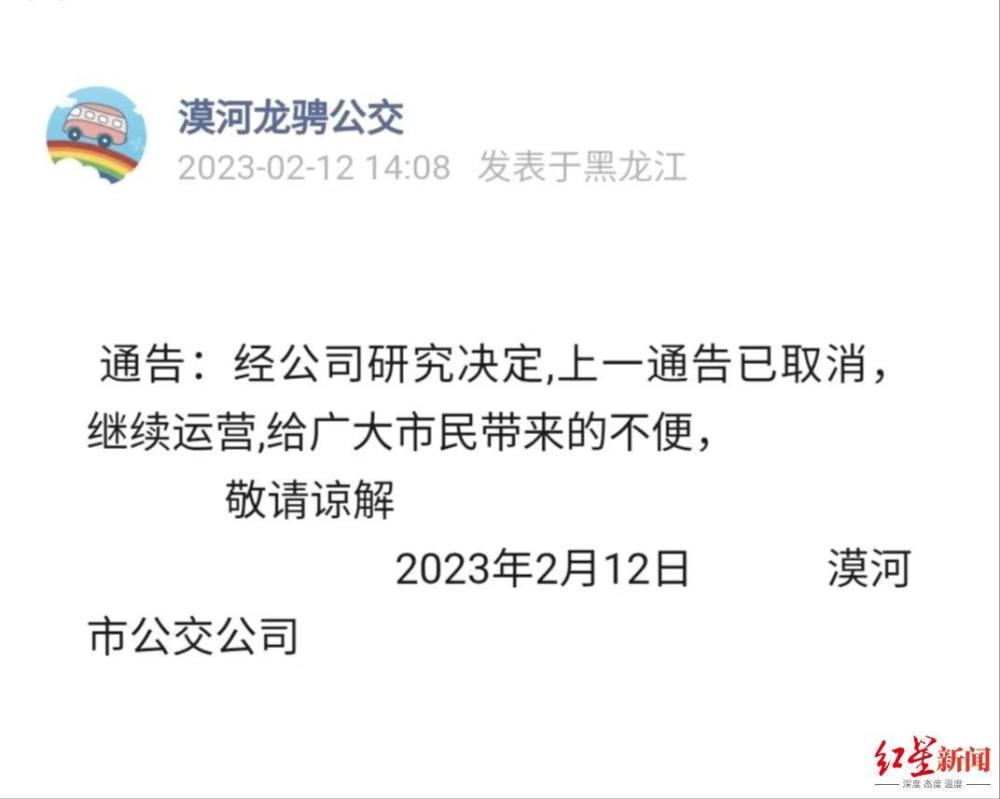 漠河龙骋公交
2023-02-12 14:08 发表于黑龙江
通告：经公司研究决定,上一通告已取消，
继续运营,给广大市民带来的不便，
敬请谅解
2023年2月12日 漠河
市公交公司
红星新闻
深度 态度 温度